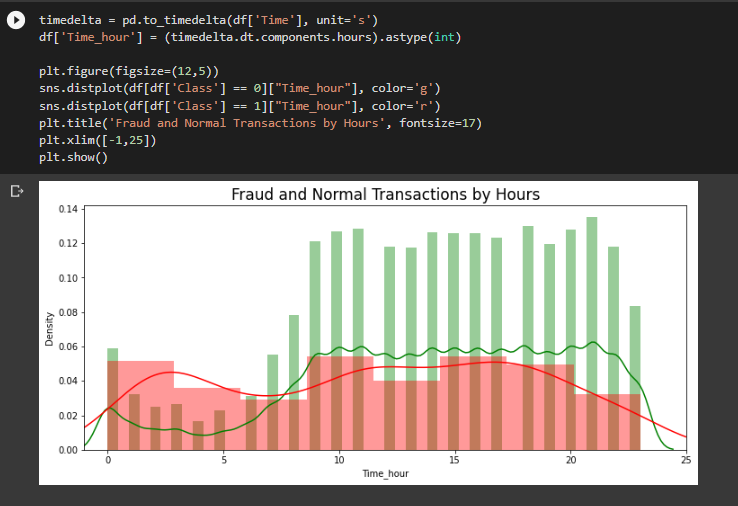 timedelta = pd.to_timedelta(df['Time'], unit='s')
df['Time_hour'] = (timedelta.dt.components.hours).astype(int)
plt.figure(figsize=(12,5))
sns.distplot(df[df['Class'] == 0]["Time_hour"], color='g')
sns.distplot(df[df['Class'] == 1]["Time_hour"], color='r')
plt.title('Fraud and Normal Transactions by Hours', fontsize=17)
plt.xlim([-1,25])
plt.show()
Fraud and Normal Transactions by Hours
0.14
0.12
0.10
0.08
0.06
0.04
0.02
0.00
Density
0 5 10 15 20 25
Time_hour